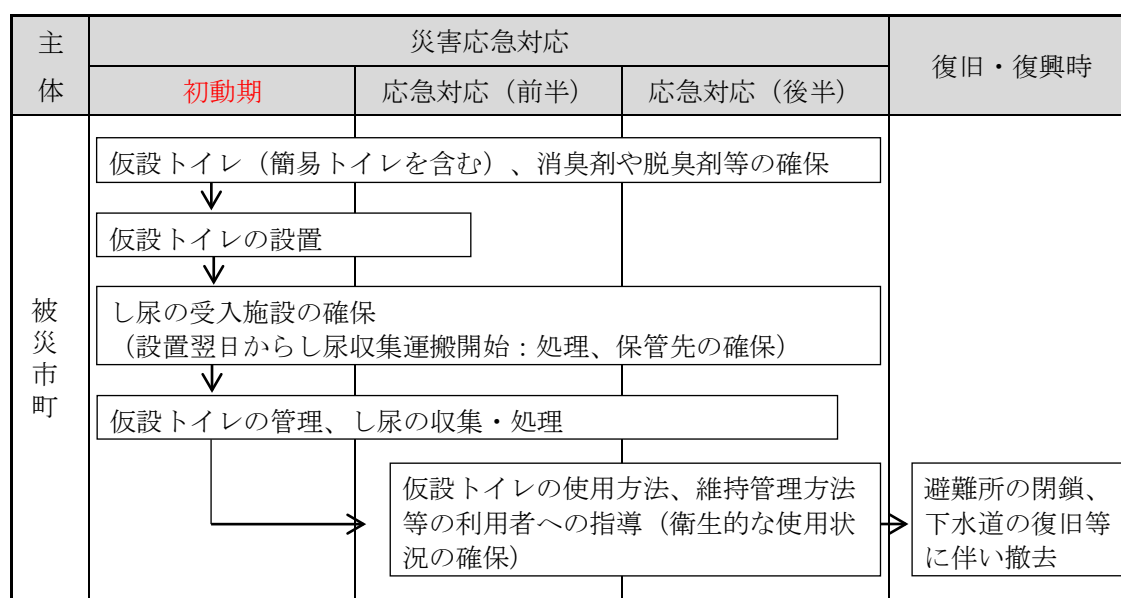 主体
災害応急対応
復旧・復興時
初動期
応急対応（前半）
応急対応（後半）
被災市町
仮設トイレ（簡易トイレを含む）、消臭剤や脱臭剤等の確保
仮設トイレの設置
し尿の受入施設の確保
（設置翌日からし尿収集運搬開始：処理、保管先の確保）
仮設トイレの管理、し尿の収集・処理
仮設トイレの使用方法、維持管理方法
等の利用者への指導（衛生的な使用状
況の確保）
避難所の閉鎖、
下水道の復旧等
に伴い撤去